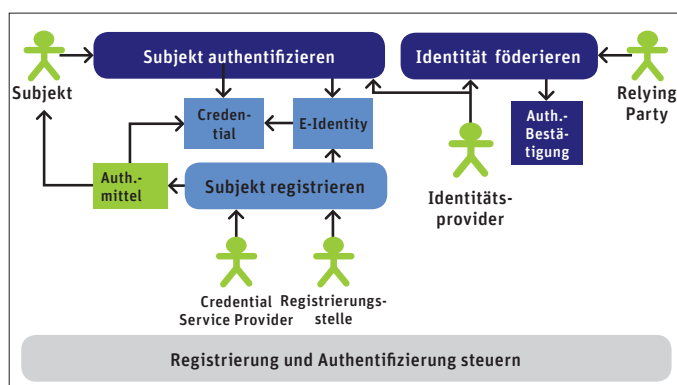 Subjekt authentifizieren
Identität föderieren
Subjekt
Relying
Party
Creden-
tial
E-Identity
Auth.-
Bestä-
tigung
Auth.-
mittel
Subjekt registrieren
Identitäts-
provider
Credential
Service Provider
Registrierungs-
stelle
Registrierung und Authentifizierung steuern